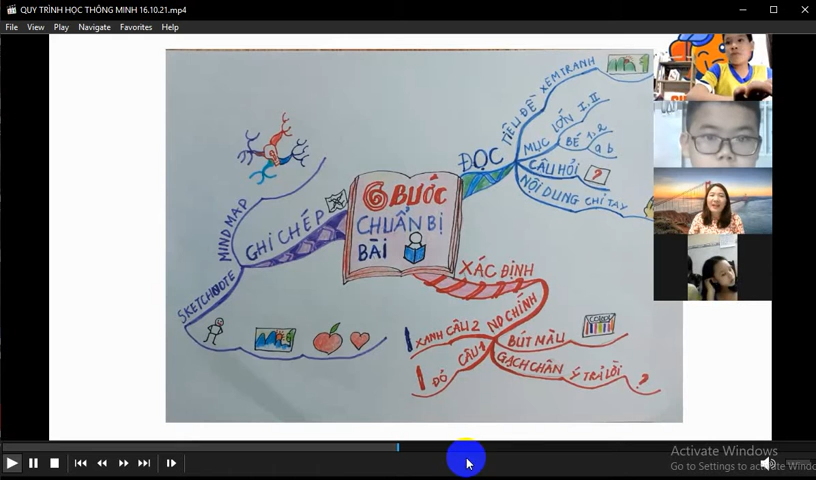 QUY TRÌNH HỌC THÔNG MINH 16.10.21.mp4
File View Play Navigate Favorites Help
6 BƯỚC
CHUẨN BỊ
BÀI
ĐỌC
TIÊU ĐỀ XEM TRANH
MỤC LỚN I, II
BÉ 1, 2
a b
CÂU HỎI ?
NỘI DUNG CHỈ TAY
XÁC ĐỊNH
ND CHÍNH
BÚT MÀU
COLOR
GẠCH CHÂN Ý TRẢ LỜI ?
XANH CÂU 2
ĐỎ CÂU 1
GHI CHÉP
MIND MAP
SKETCHNOTE
Activate Windows
Go to Settings to activate Windows